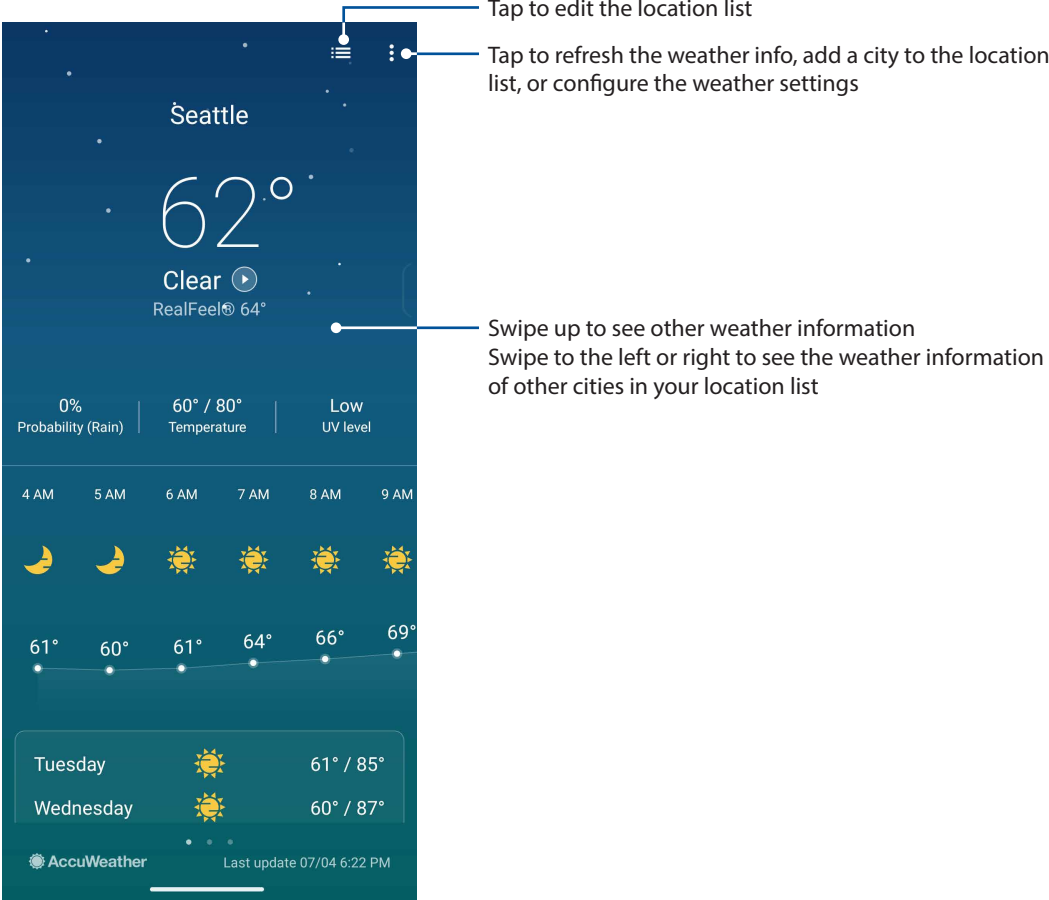 Tap to edit the location list
Tap to refresh the weather info, add a city to the location
list, or configure the weather settings
Seattle
62°
Clear
RealFeel® 64°
Swipe up to see other weather information
Swipe to the left or right to see the weather information
of other cities in your location list
0% 60° / 80° Low
Probability (Rain) Temperature UV level
4 AM 5 AM 6 AM 7 AM 8 AM 9 AM
61° 60° 61° 64° 66° 69°
Tuesday 61° / 85°
Wednesday 60° / 87°
AccuWeather Last update 07/04 6:22 PM